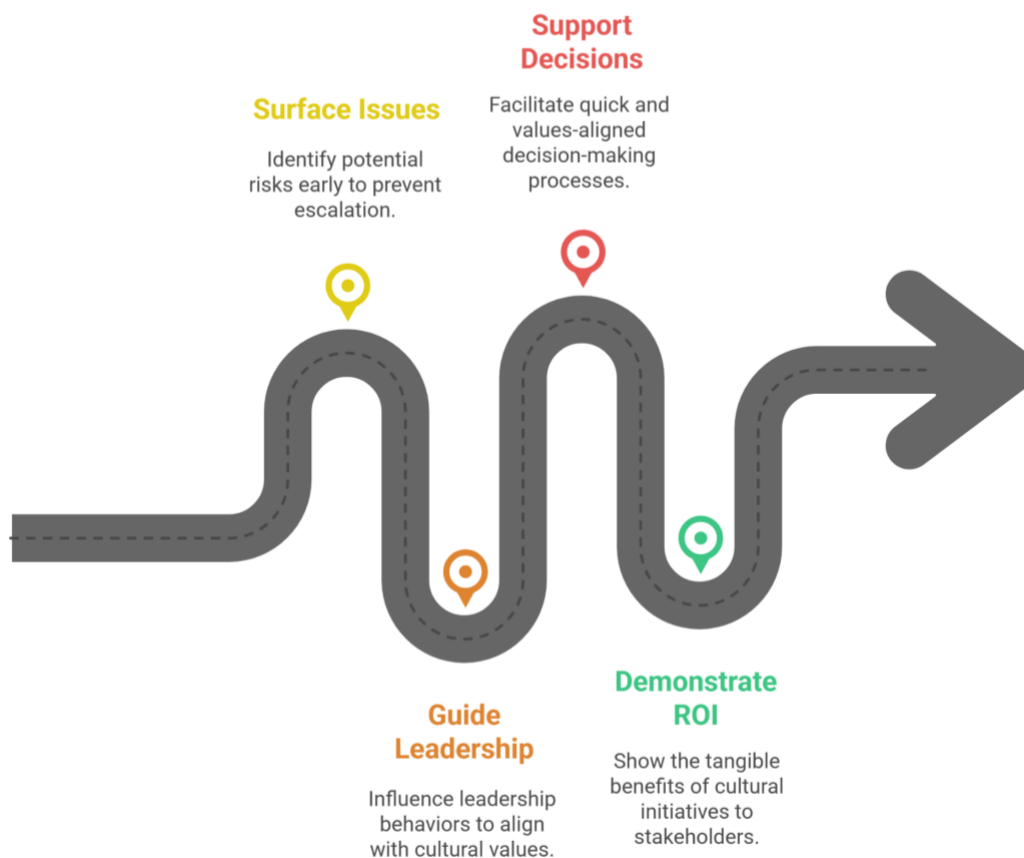 Surface Issues
Identify potential
risks early to prevent
escalation.
Guide
Leadership
Influence leadership
behaviors to align
with cultural values.
Support
Decisions
Facilitate quick and
values-aligned
decision-making
processes.
Demonstrate
ROI
Show the tangible
benefits of cultural
initiatives to
stakeholders.